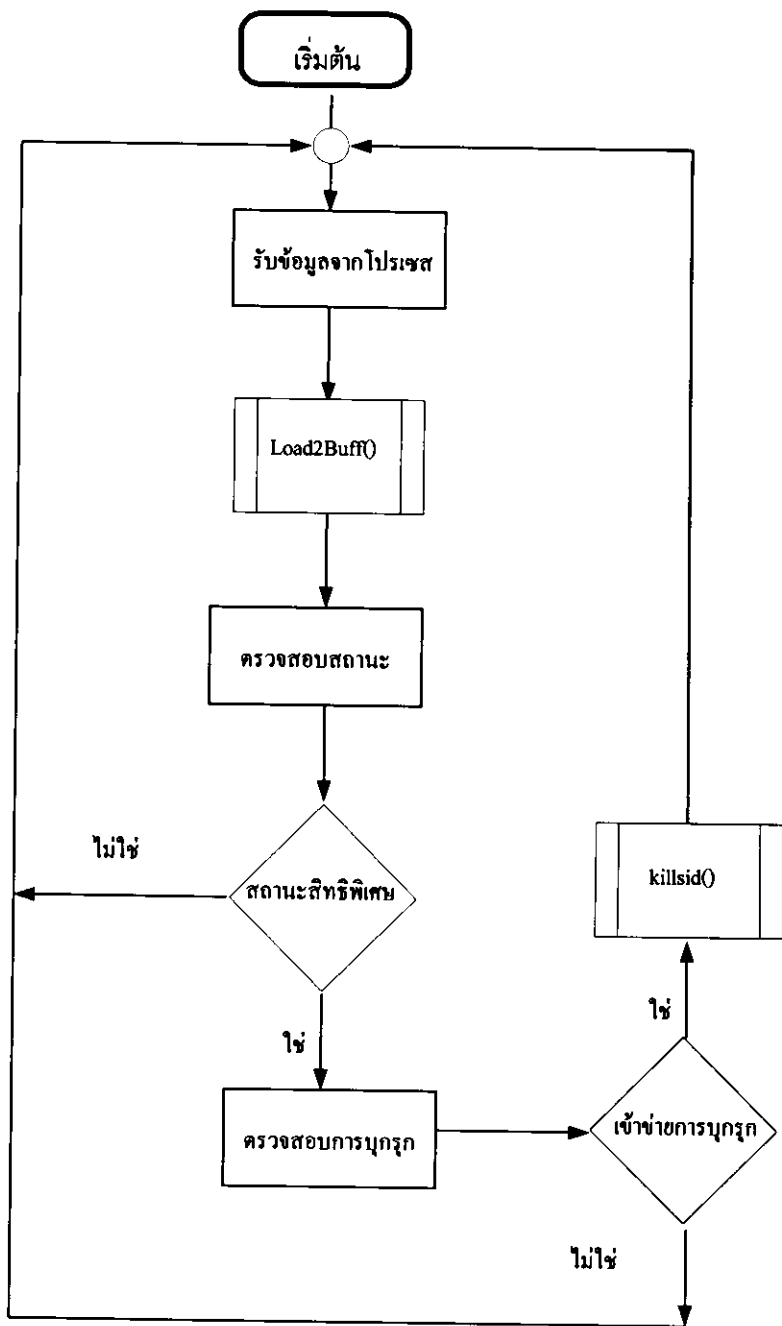 เริ่มต้น
รับข้อมูลจากโปรเซส
Load2Buff()
ตรวจสอบสถานะ
สถานะสิทธิพิเศษ
ไม่ใช่
ใช่
ตรวจสอบการบุกรุก
เข้าข่ายการบุกรุก
ใช่
killsid()
ไม่ใช่